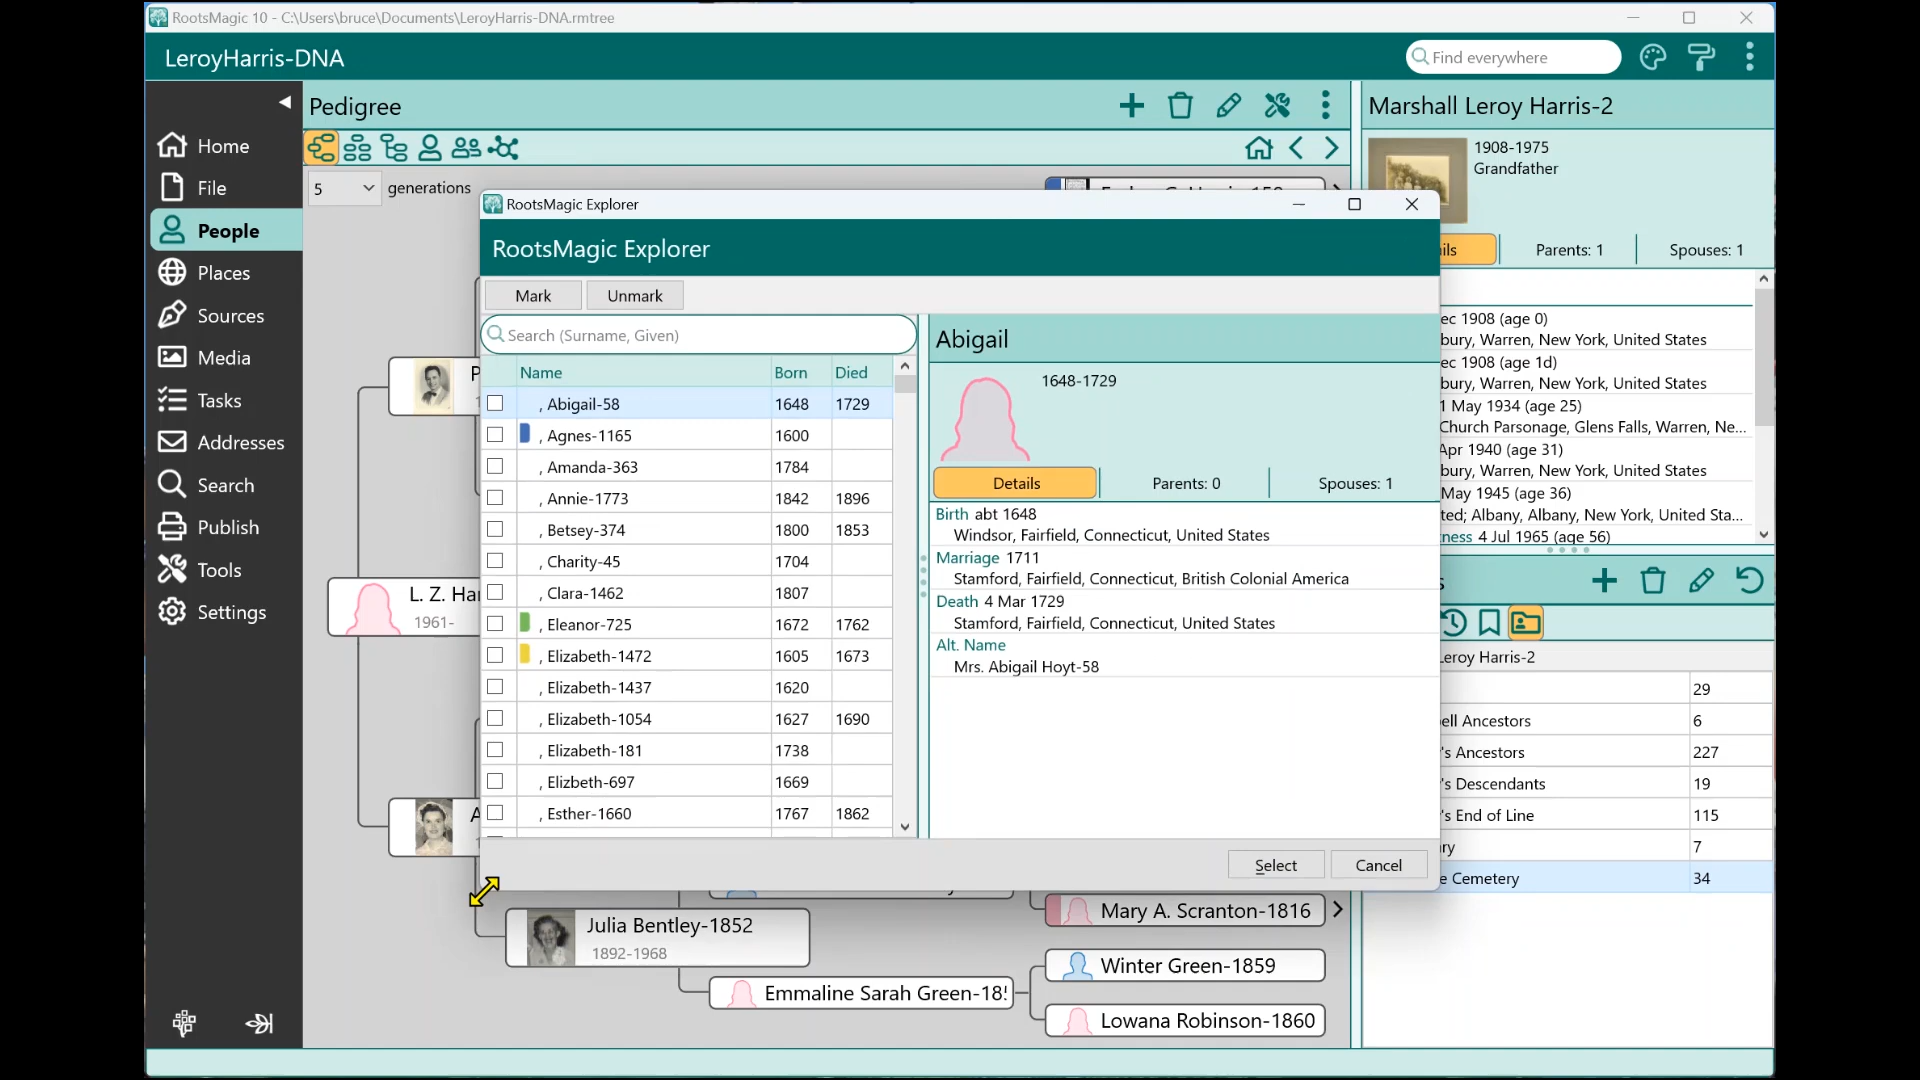 RootsMagic 10 - C:\Users\bruce\Documents\LeroyHarris-DNA.rmtree
LeroyHarris-DNA
Find everywhere
Home
File
People
Places
Sources
Media
Tasks
Addresses
Search
Publish
Tools
Settings
Pedigree
5 generations
L. Z. Ha
1961-
Julia Bentley-1852
1892-1968
Emmaline Sarah Green-18
Mary A. Scranton-1816
Winter Green-1859
Lowana Robinson-1860
RootsMagic Explorer
RootsMagic Explorer
Mark Unmark
Search (Surname, Given)
Name Born Died
, Abigail-58 1648 1729
, Agnes-1165 1600
, Amanda-363 1784
, Annie-1773 1842 1896
, Betsey-374 1800 1853
, Charity-45 1704
, Clara-1462 1807
, Eleanor-725 1672 1762
, Elizabeth-1472 1605 1673
, Elizabeth-1437 1620
, Elizabeth-1054 1627 1690
, Elizabeth-181 1738
, Elizbeth-697 1669
, Esther-1660 1767 1862
Abigail
1648-1729
Details Parents: 0 Spouses: 1
Birth abt 1648
Windsor, Fairfield, Connecticut, United States
Marriage 1711
Stamford, Fairfield, Connecticut, British Colonial America
Death 4 Mar 1729
Stamford, Fairfield, Connecticut, United States
Alt. Name
Mrs. Abigail Hoyt-58
Select Cancel
Marshall Leroy Harris-2
1908-1975
Grandfather
ils Parents: 1 Spouses: 1
ec 1908 (age 0)
bury, Warren, New York, United States
ec 1908 (age 1d)
bury, Warren, New York, United States
1 May 1934 (age 25)
Church Parsonage, Glens Falls, Warren, Ne...
Apr 1940 (age 31)
bury, Warren, New York, United States
May 1945 (age 36)
ted; Albany, Albany, New York, United Sta...
ness 4 Jul 1965 (age 56)
s
Leroy Harris-2
29
ell Ancestors 6
's Ancestors 227
's Descendants 19
's End of Line 115
ry 7
e Cemetery 34